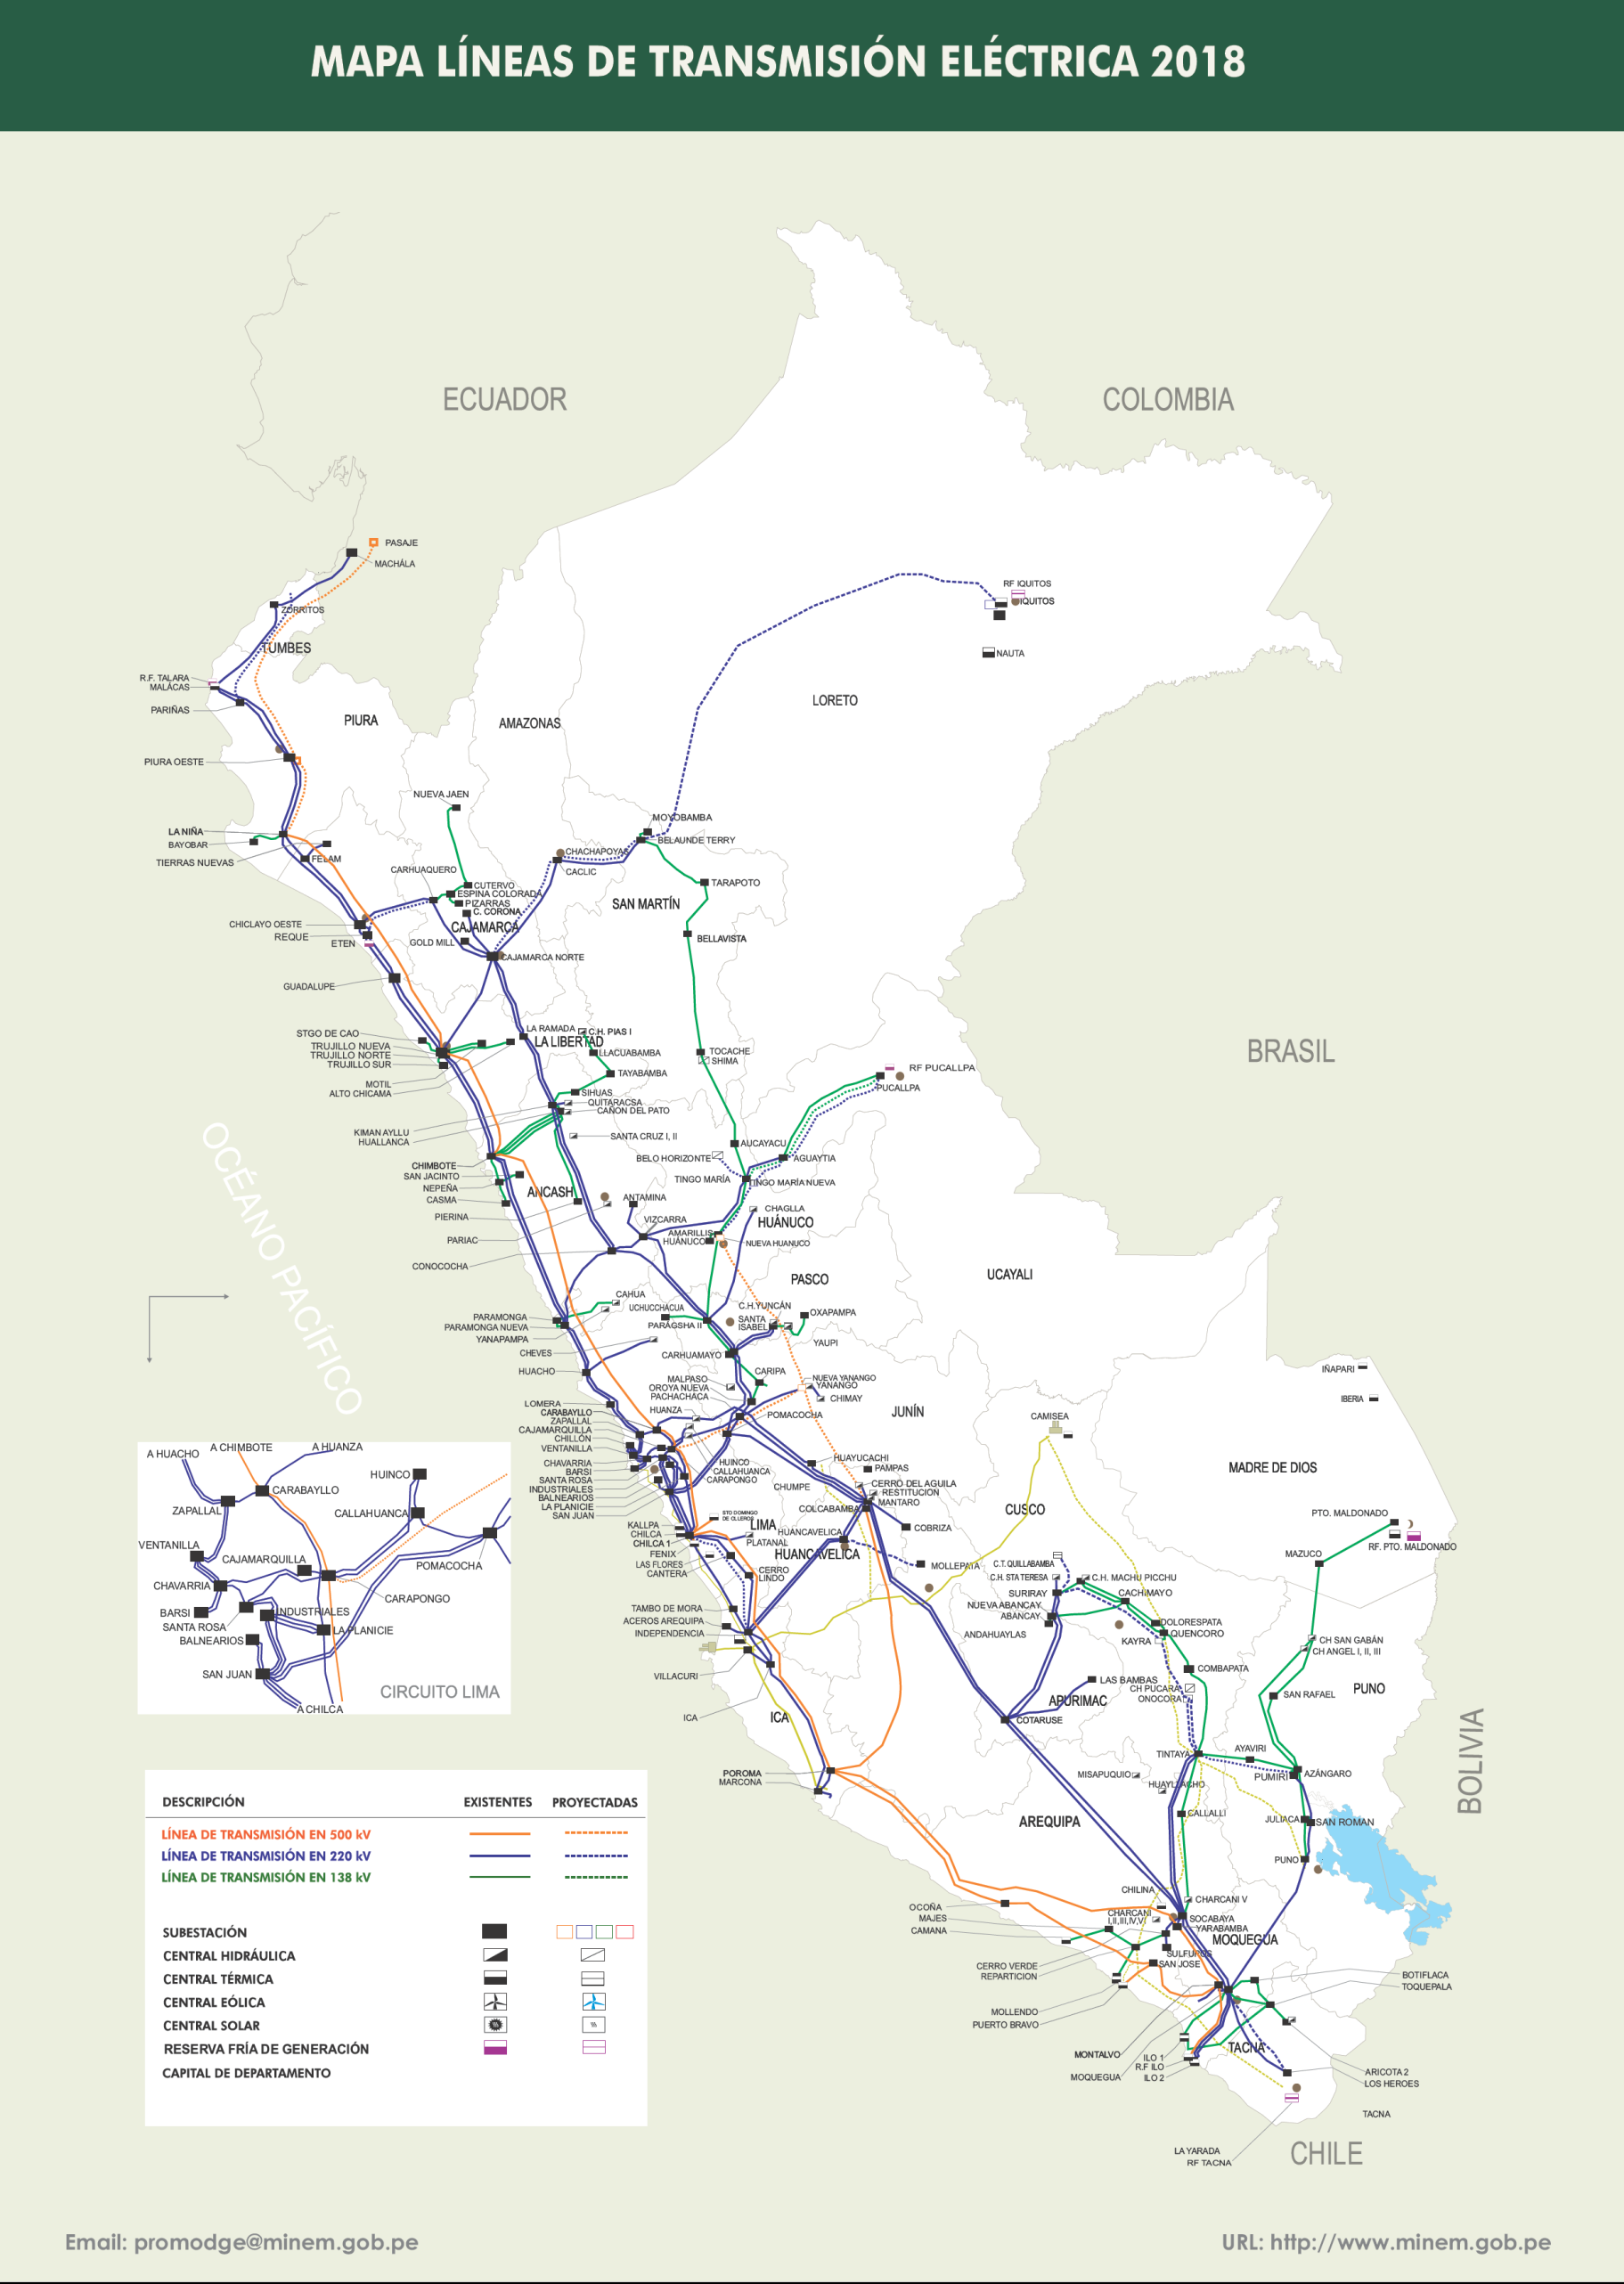 MAPA LÍNEAS DE TRANSMISIÓN ELÉCTRICA 2018
ECUADOR
COLOMBIA
PASAJE
MACHÁLA
ZORRITOS
TUMBES
RF IQUITOS
IQUITOS
NAUTA
R.F. TALARA
MALÁCAS
PARIÑAS
PIURA
AMAZONAS
LORETO
PIURA OESTE
NUEVA JAEN
LA NIÑA
BAYOBAR
TIERRAS NUEVAS
FELAM
MOYOBAMBA
BELAUNDE TERRY
CHACHAPOYAS
CACLIC
CARHUAQUERO
CUTERVO
ESPINA COLORADA
PIZARRAS
C. CORONA
CAJAMARCA
TARAPOTO
SAN MARTÍN
CHICLAYO OESTE
REQUE
ETEN
GOLD MILL
CAJAMARCA NORTE
BELLAVISTA
GUADALUPE
STGO DE CAO
TRUJILLO NUEVA
TRUJILLO NORTE
TRUJILLO SUR
MOTIL
ALTO CHICAMA
LA RAMADA
C.H. PIAS I
LA LIBERTAD
LLACUABAMBA
TAYABAMBA
TOCACHE
SHIMA
BRASIL
RF PUCALLPA
PUCALLPA
SIHUAS
QUITARACSA
CAÑON DEL PATO
KIMAN AYLLU
HUALLANCA
SANTA CRUZ I, II
AUCAYACU
BELO HORIZONTE
AGUAYTIA
TINGO MARÍA
TINGO MARÍA NUEVA
OCÉANO PACÍFICO
CHIMBOTE
SAN JACINTO
NEPEÑA
CASMA
PIERINA
PARIAC
CONOCOCHA
ANCASH
ANTAMINA
VIZCARRA
CHAGLLA
HUÁNUCO
AMARILLIS
HUÁNUCO
NUEVA HUANUCO
PASCO
UCAYALI
CAHUA
UCHUCCHACUA
C.H.YUNCÁN
SANTA
ISABEL
OXAPAMPA
PARAGSHA II
YAUPI
PARAMONGA
PARAMONGA NUEVA
YANAPAMPA
CHEVES
HUACHO
CARHUAMAYO
CARIPA
MALPASO
OROYA NUEVA
PACHACHACA
NUEVA YANANGO
YANANGO
CHIMAY
IÑAPARI
IBERIA
LOMERA
CARABAYLLO
ZAPALLAL
CAJAMARQUILLA
CHILLÓN
VENTANILLA
CHAVARRIA
BARSI
SANTA ROSA
INDUSTRIALES
BALNEARIOS
LA PLANICIE
SAN JUAN
HUANZA
POMACOCHA
JUNÍN
CAMISEA
HUINCO
CALLAHUANCA
CARAPONGO
HUAYUCACHI
PAMPAS
CERRO DEL AGUILA
RESTITUCION
MANTARO
CHUMPE
COLCABAMBA
COBRIZA
MADRE DE DIOS
CUSCO
A HUACHO
A CHIMBOTE
A HUANZA
HUINCO
CARABAYLLO
ZAPALLAL
CALLAHUANCA
VENTANILLA
CAJAMARQUILLA
POMACOCHA
CHAVARRIA
CARAPONGO
BARSI
SANTA ROSA
INDUSTRIALES
BALNEARIOS
LA PLANICIE
SAN JUAN
A CHILCA
CIRCUITO LIMA
KALLPA
CHILCA
CHILCA 1
FENIX
LAS FLORES
CANTERA
STO DOMINGO
DE OLLEROS
LIMA
PLATANAL
HUANCAVELICA
HUANCAVELICA
MOLLEPATA
CERRO
LINDO
TAMBO DE MORA
ACEROS AREQUIPA
INDEPENDENCIA
VILLACURI
ICA
ICA
C.T. QUILLABAMBA
C.H. STA TERESA
C.H. MACHU PICCHU
SURIRAY
CACHIMAYO
NUEVA ABANCAY
ABANCAY
ANDAHUAYLAS
DOLORESPATA
QUENCORO
KAYRA
COMBAPATA
LAS BAMBAS
CH PUCARA
ONOCORA
APURIMAC
COTARUSE
PTO. MALDONADO
RF. PTO. MALDONADO
MAZUCO
CH SAN GABÁN
CH ANGEL I, II, III
SAN RAFAEL
PUNO
BOLIVIA
TINTAYA
AYAVIRI
PUMIRI
AZÁNGARO
MISAPUQUIO
HUAYLLACHO
CALLALLI
JULIACA
SAN ROMAN
PUNO
POROMA
MARCONA
AREQUIPA
CHILINA
CHARCANI V
OCOÑA
MAJES
CAMANA
CHARCANI
I,II,III,IV,VI
SOCABAYA
YARABAMBA
MOQUEGUA
SULFUROS
SAN JOSE
CERRO VERDE
REPARTICION
MOLLENDO
PUERTO BRAVO
BOTIFLACA
TOQUEPALA
MONTALVO
MOQUEGUA
ILO 1
R.F ILO
ILO 2
TACNA
ARICOTA 2
LOS HEROES
TACNA
LA YARADA
RF TACNA
CHILE
DESCRIPCIÓN EXISTENTES PROYECTADAS
LÍNEA DE TRANSMISIÓN EN 500 kV
LÍNEA DE TRANSMISIÓN EN 220 kV
LÍNEA DE TRANSMISIÓN EN 138 kV
SUBESTACIÓN
CENTRAL HIDRÁULICA
CENTRAL TÉRMICA
CENTRAL EÓLICA
CENTRAL SOLAR
RESERVA FRÍA DE GENERACIÓN
CAPITAL DE DEPARTAMENTO
Email: promodge@minem.gob.pe
URL: http://www.minem.gob.pe